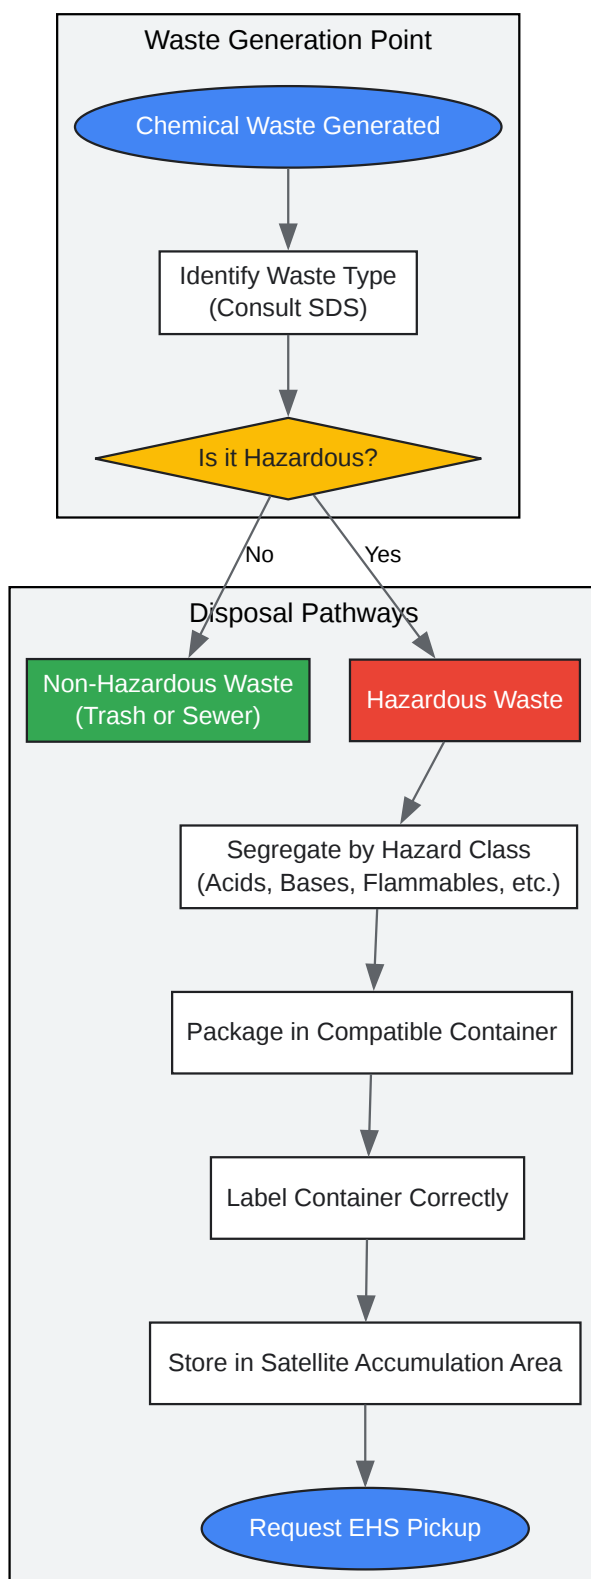 Waste Generation Point
Chemical Waste Generated
Identify Waste Type
(Consult SDS)
Is it Hazardous?
No
Yes
Disposal Pathways
Non-Hazardous Waste
(Trash or Sewer)
Hazardous Waste
Segregate by Hazard Class
(Acids, Bases, Flammables, etc.)
Package in Compatible Container
Label Container Correctly
Store in Satellite Accumulation Area
Request EHS Pickup